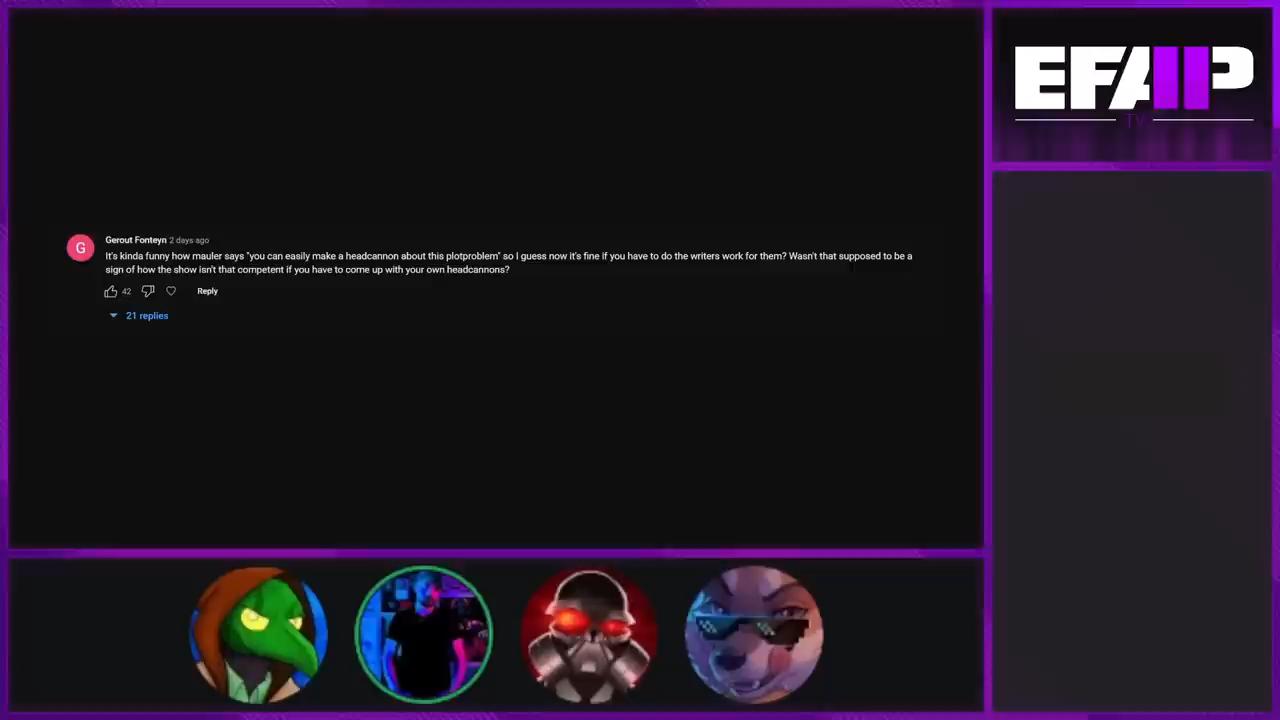 EFAP
TV
Gerout Fonteyn 2 days ago
It's kinda funny how mauler says "you can easily make a headcannon about this plotproblem" so I guess now it's fine if you have to do the writers work for them? Wasn't that supposed to be a
sign of how the show isn't that competent if you have to come up with your own headcannons?
42
Reply
21 replies
G